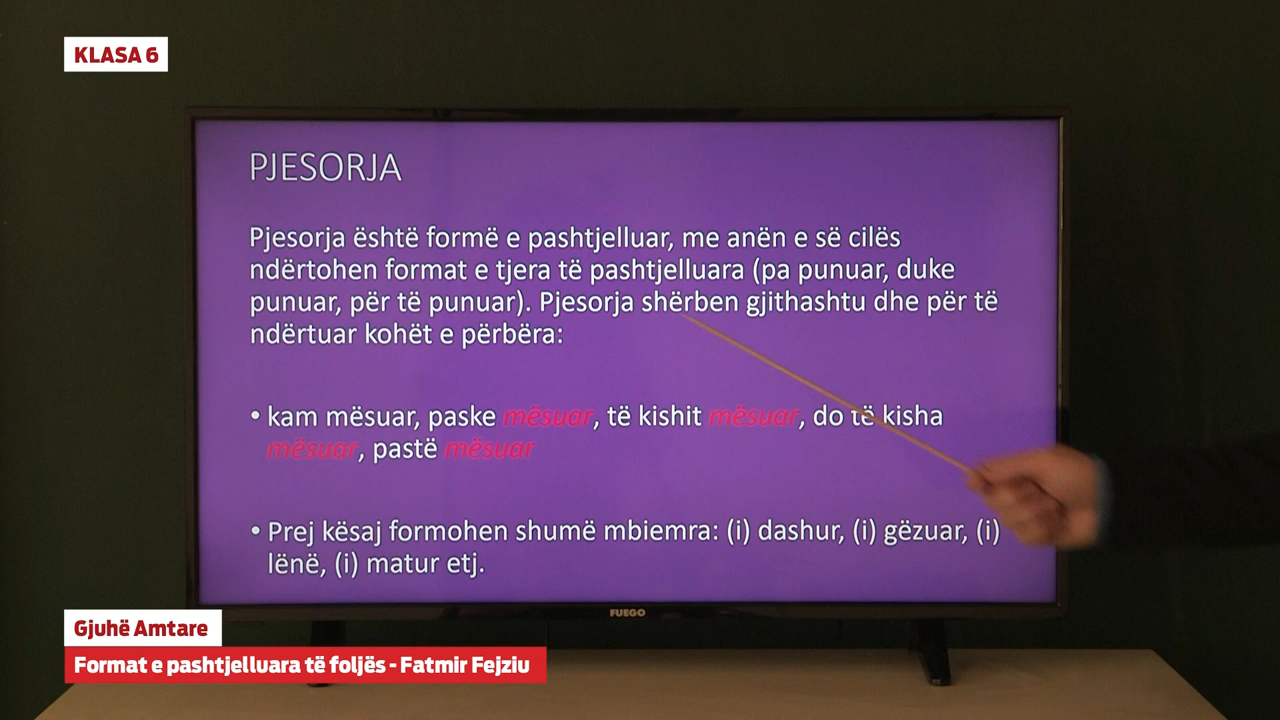 KLASA 6
PJESORJA
Pjesorja është formë e pashtjelluar, me anën e së cilës
ndërtohen format e tjera të pashtjelluara (pa punuar, duke
punuar, për të punuar). Pjesorja shërben gjithashtu dhe për të
ndërtuar kohët e përbëra:
• kam mësuar, paske mësuar, të kishit mësuar, do të kisha
mësuar, pastë mësuar
• Prej kësaj formohen shumë mbiemra: (i) dashur, (i) gëzuar, (i)
lënë, (i) matur etj.
FUEGO
Gjuhë Amtare
Format e pashtjelluara të foljës - Fatmir Fejziu